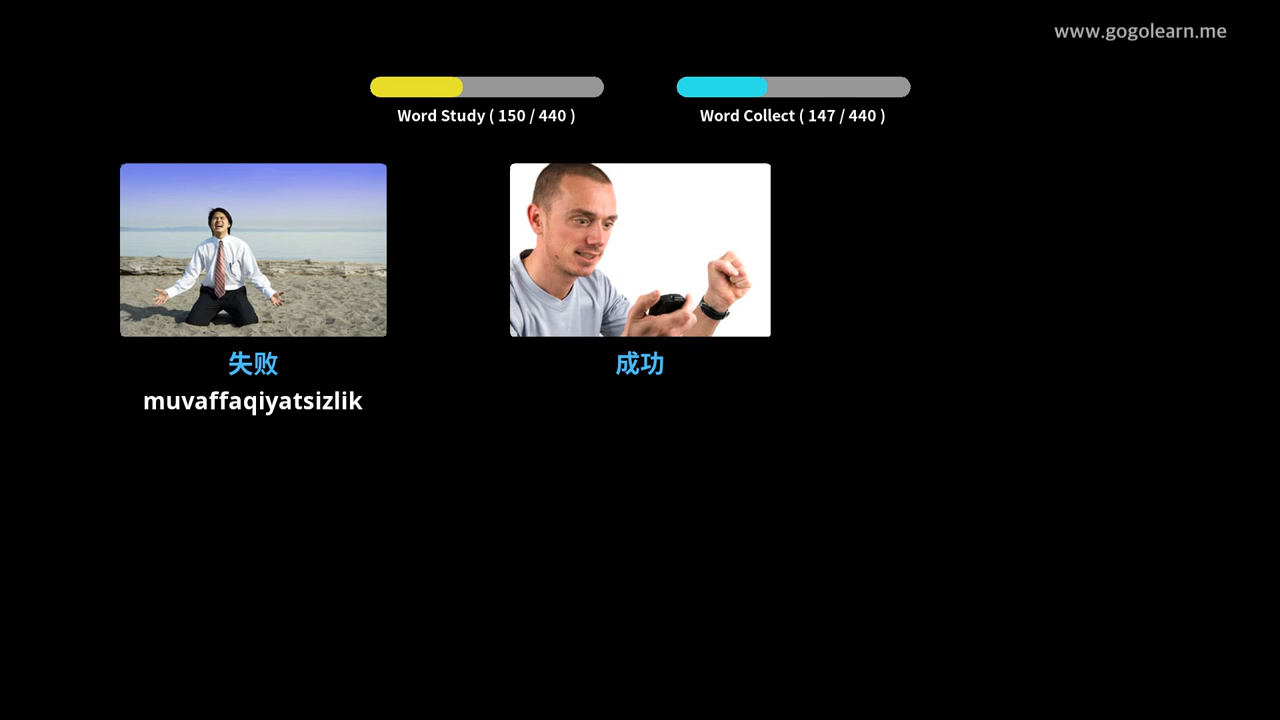 www.gogolearn.me
Word Study ( 150 / 440 )
Word Collect ( 147 / 440 )
失败
成功
muvaffaqiyatsizlik